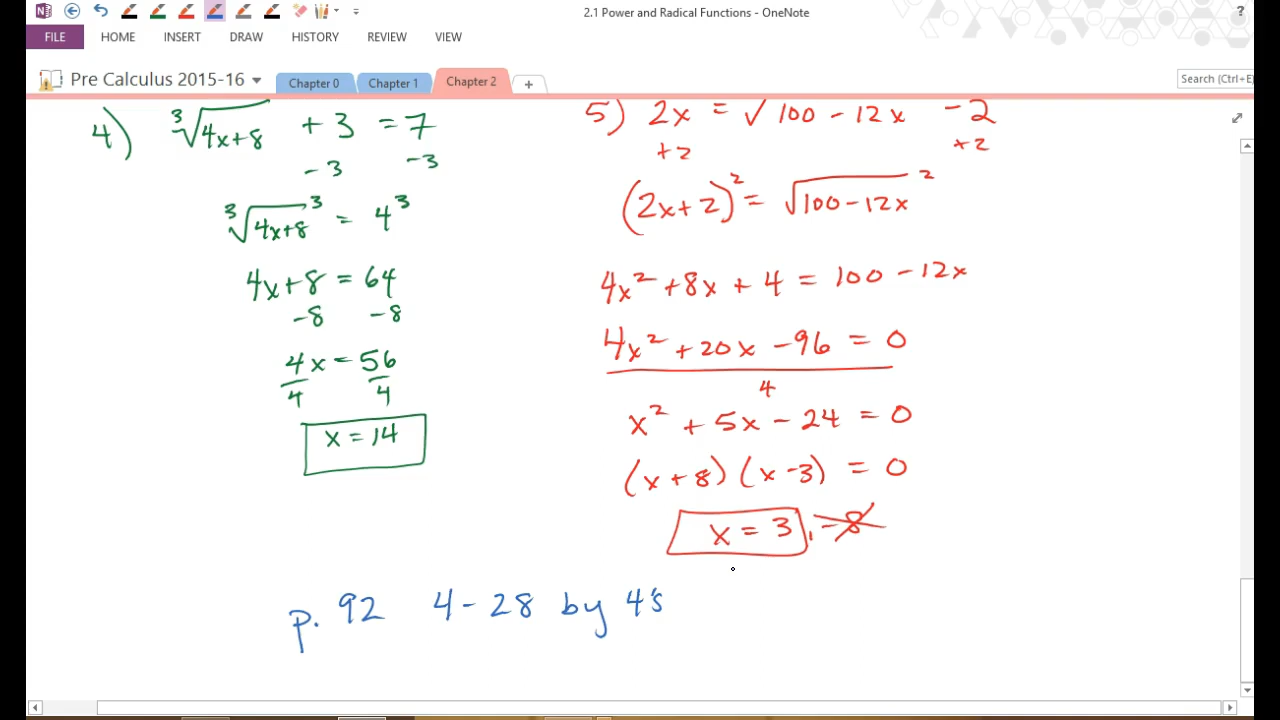 2.1 Power and Radical Functions - OneNote
?
FILE HOME INSERT DRAW HISTORY REVIEW VIEW
Pre Calculus 2015-16 Chapter 0 Chapter 1 Chapter 2 +
Search (Ctrl+E)
4) ∛4x+8 + 3 = 7
-3 -3
∛4x+8³ = 4³
4x+8 = 64
-8 -8
4x = 56
4 4
x = 14
5) 2x = √100 - 12x - 2
+2 +2
(2x+2)² = √100-12x²
4x² + 8x + 4 = 100 - 12x
4x² + 20x - 96 = 0
4
x² + 5x - 24 = 0
(x + 8) (x - 3) = 0
x = 3, -8
p. 92 4 - 28 by 4's